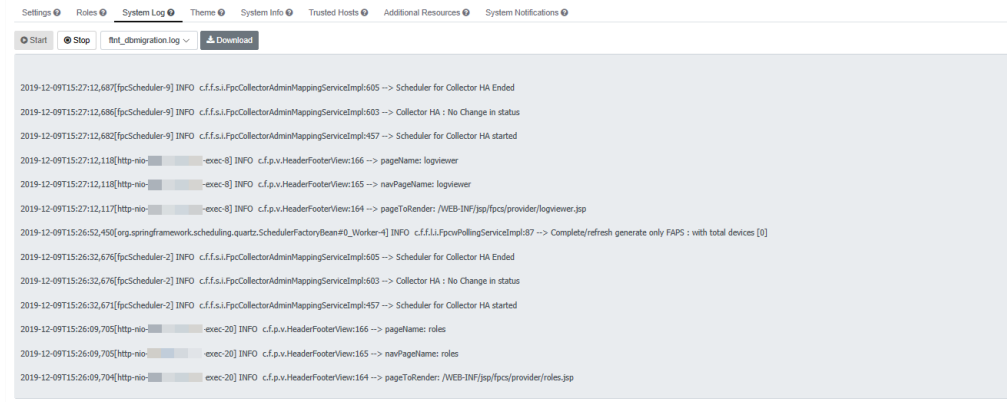 Settings Roles System Log Theme System Info Trusted Hosts Additional Resources System Notifications
Start Stop ftnt_dbmigration.log Download
2019-12-09T15:27:12,687[fpcScheduler-9] INFO c.f.f.s.i.FpcCollectorAdminMappingServiceImpl:605 --> Scheduler for Collector HA Ended
2019-12-09T15:27:12,686[fpcScheduler-9] INFO c.f.f.s.i.FpcCollectorAdminMappingServiceImpl:603 --> Collector HA : No Change in status
2019-12-09T15:27:12,682[fpcScheduler-9] INFO c.f.f.s.i.FpcCollectorAdminMappingServiceImpl:457 --> Scheduler for Collector HA started
2019-12-09T15:27:12,118[http-nio- -exec-8] INFO c.f.p.v.HeaderFooterView:166 --> pageName: logviewer
2019-12-09T15:27:12,118[http-nio- -exec-8] INFO c.f.p.v.HeaderFooterView:165 --> navPageName: logviewer
2019-12-09T15:27:12,117[http-nio- -exec-8] INFO c.f.p.v.HeaderFooterView:164 --> pageToRender: /WEB-INF/jsp/fpcs/provider/logviewer.jsp
2019-12-09T15:26:52,450[org.springframework.scheduling.quartz.SchedulerFactoryBean#0_Worker-4] INFO c.f.f.l.i.FpcwPollingServiceImpl:87 --> Complete/refresh generate only FAPS : with total devices [0]
2019-12-09T15:26:32,676[fpcScheduler-2] INFO c.f.f.s.i.FpcCollectorAdminMappingServiceImpl:605 --> Scheduler for Collector HA Ended
2019-12-09T15:26:32,676[fpcScheduler-2] INFO c.f.f.s.i.FpcCollectorAdminMappingServiceImpl:603 --> Collector HA : No Change in status
2019-12-09T15:26:32,671[fpcScheduler-2] INFO c.f.f.s.i.FpcCollectorAdminMappingServiceImpl:457 --> Scheduler for Collector HA started
2019-12-09T15:26:09,705[http-nio- -exec-20] INFO c.f.p.v.HeaderFooterView:166 --> pageName: roles
2019-12-09T15:26:09,705[http-nio- -exec-20] INFO c.f.p.v.HeaderFooterView:165 --> navPageName: roles
2019-12-09T15:26:09,704[http-nio- exec-20] INFO c.f.p.v.HeaderFooterView:164 --> pageToRender: /WEB-INF/jsp/fpcs/provider/roles.jsp